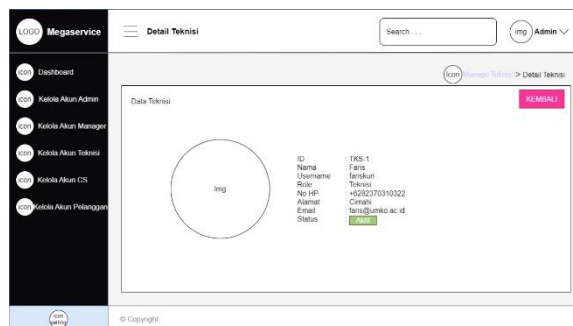 LOGO Megaservice
Detail Teknisi
Search . . .
img Admin
icon Dashboard
icon Kelola Akun Admin
icon Kelola Akun Manager
icon Kelola Akun Teknisi
icon Kelola Akun CS
icon Kelola Akun Pelanggan
icon Manage Teknisi > Detail Teknisi
Data Teknisi
KEMBALI
Img
ID : TKS-1
Nama : Faris
Username : fariskun
Role : Teknisi
No HP : +6282370310322
Alamat : Cimahi
Email : faris@umko.ac.id
Status : Aktif
icon setting
© Copyright